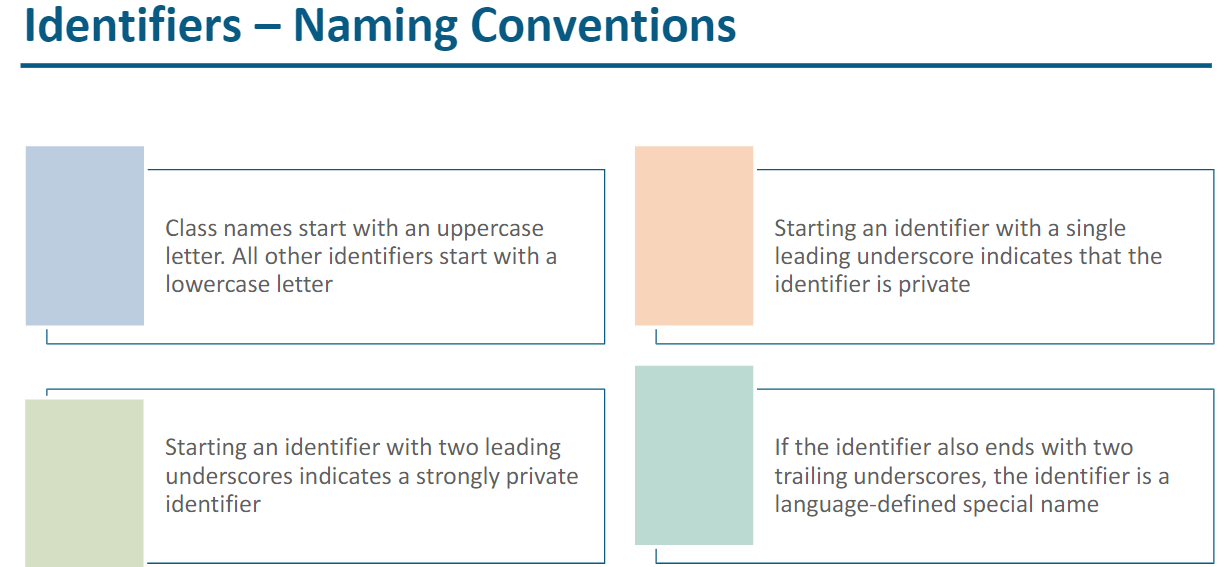 Identifiers – Naming Conventions
Class names start with an uppercase
letter. All other identifiers start with a
lowercase letter
Starting an identifier with a single
leading underscore indicates that the
identifier is private
Starting an identifier with two leading
underscores indicates a strongly private
identifier
If the identifier also ends with two
trailing underscores, the identifier is a
language-defined special name